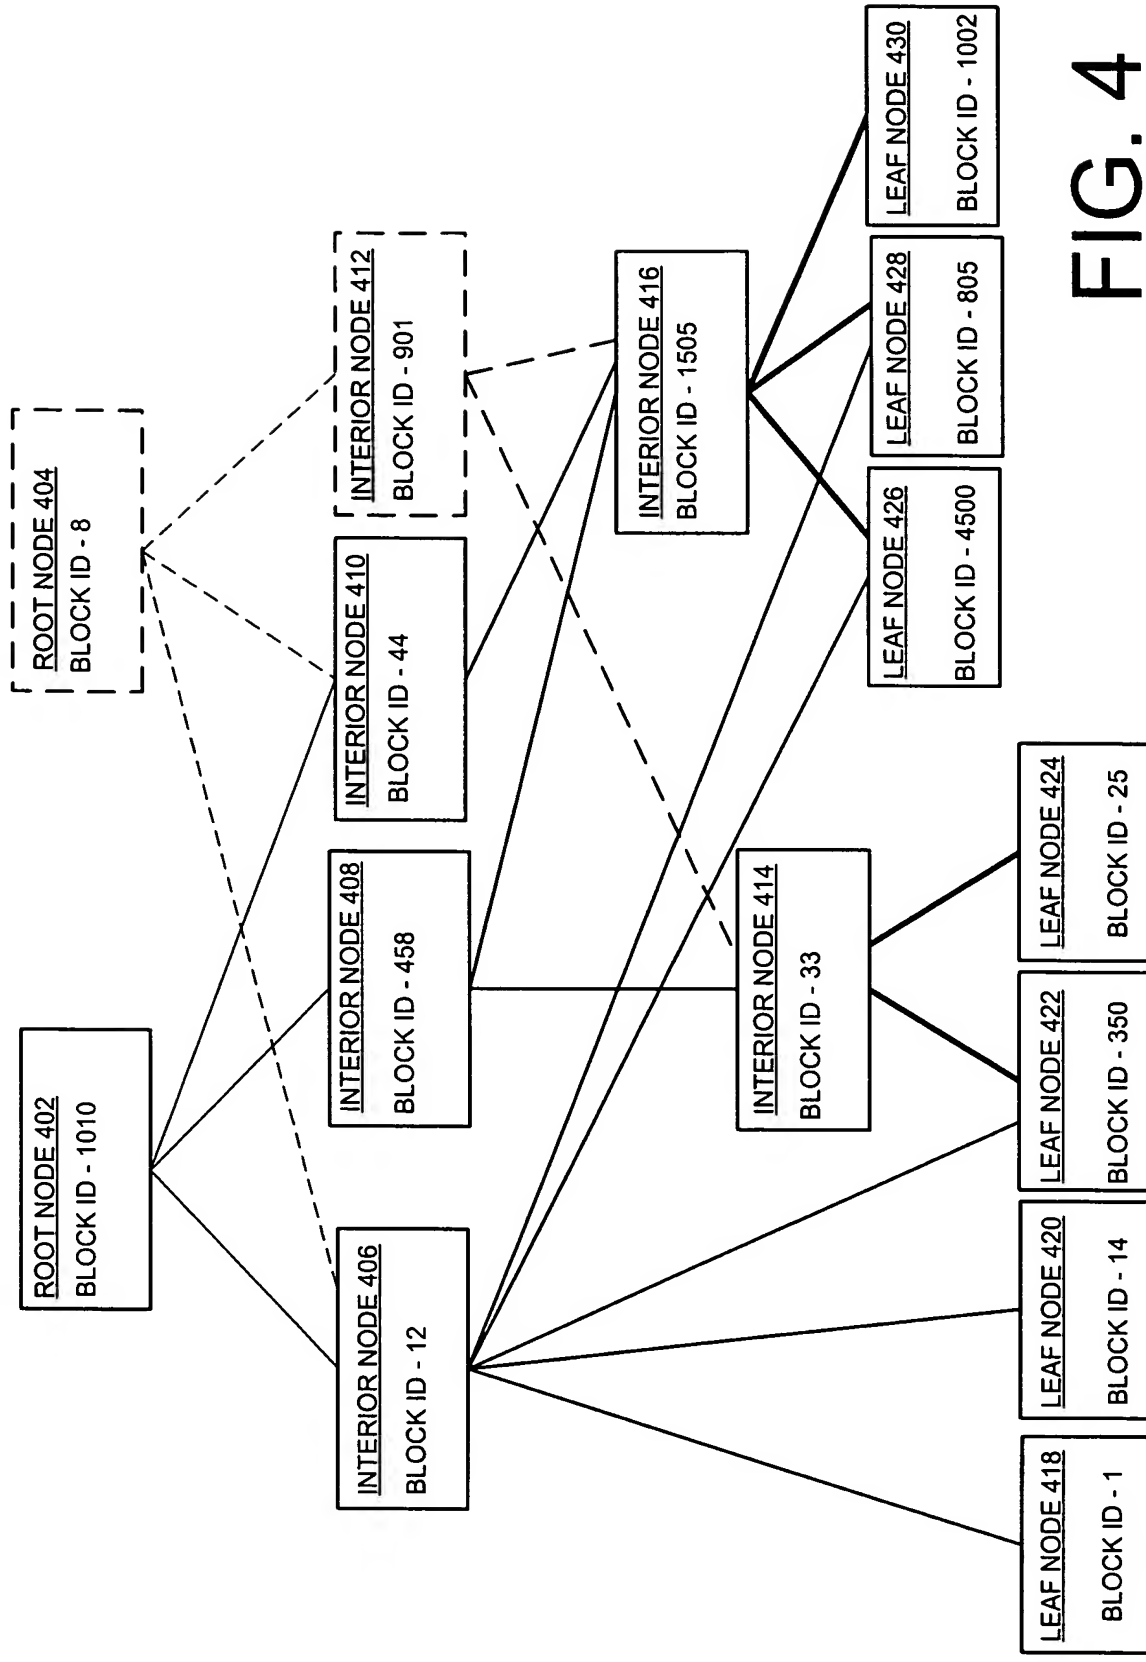 ROOT NODE 402
BLOCK ID - 1010
ROOT NODE 404
BLOCK ID - 8
INTERIOR NODE 406
BLOCK ID - 12
INTERIOR NODE 408
BLOCK ID - 458
INTERIOR NODE 410
BLOCK ID - 44
INTERIOR NODE 412
BLOCK ID - 901
INTERIOR NODE 414
BLOCK ID - 33
INTERIOR NODE 416
BLOCK ID - 1505
LEAF NODE 418
BLOCK ID - 1
LEAF NODE 420
BLOCK ID - 14
LEAF NODE 422
BLOCK ID - 350
LEAF NODE 424
BLOCK ID - 25
LEAF NODE 426
BLOCK ID - 4500
LEAF NODE 428
BLOCK ID - 805
LEAF NODE 430
BLOCK ID - 1002
FIG. 4